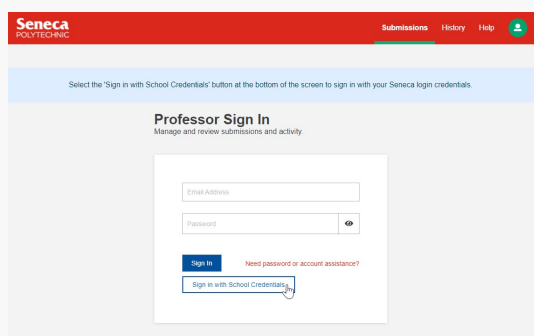 Seneca
POLYTECHNIC
Submissions History Help
Select the 'Sign in with School Credentials' button at the bottom of the screen to sign in with your Seneca login credentials.
Professor Sign In
Manage and review submissions and activity.
Email Address
Password
Sign In Need password or account assistance?
Sign in with School Credentials